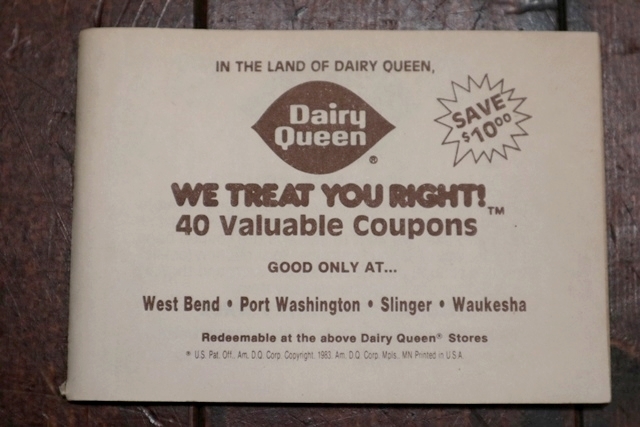 IN THE LAND OF DAIRY QUEEN,
Dairy
Queen®
SAVE
$10⁰⁰
WE TREAT YOU RIGHT!™
40 Valuable Coupons
GOOD ONLY AT...
West Bend • Port Washington • Slinger • Waukesha
Redeemable at the above Dairy Queen® Stores
® U.S. Pat. Off., Am. D.Q. Corp. Copyright, 1983. Am. D.Q. Corp. Mpls., MN Printed in U.S.A.